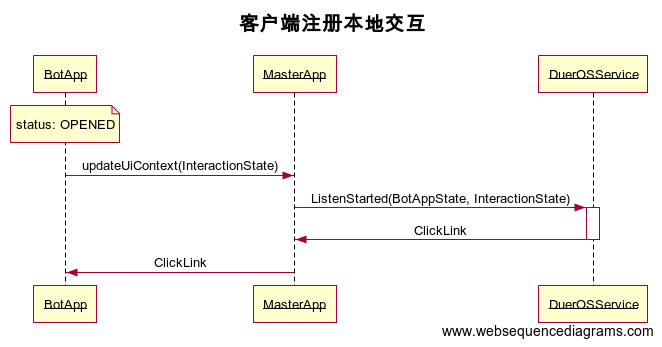 客户端注册本地交互
BotApp MasterApp DuerOSService
status: OPENED
updateUiContext(InteractionState)
ListenStarted(BotAppState, InteractionState)
ClickLink
ClickLink
BotApp MasterApp DuerOSService
www.websequencediagrams.com